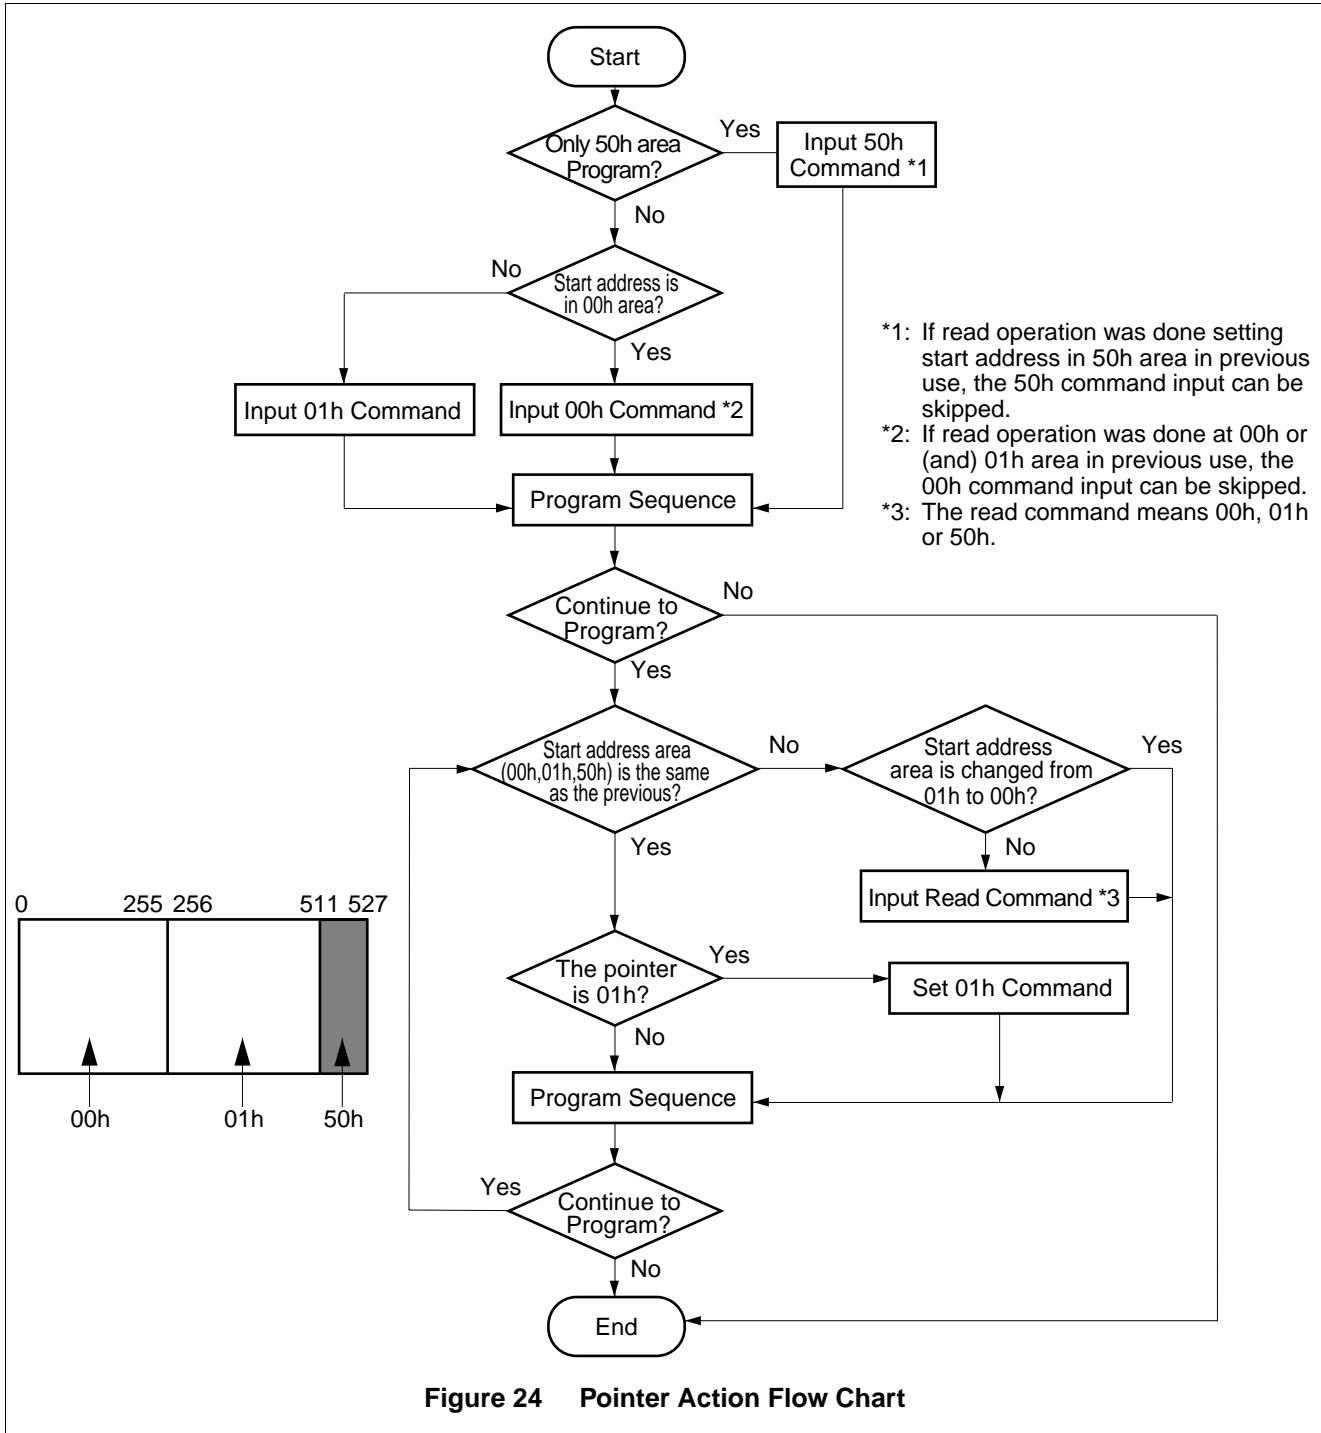 Start
Only 50h area
Program?
Yes
Input 50h
Command *1
No
No
Start address is
in 00h area?
Yes
Input 01h Command
Input 00h Command *2
*1: If read operation was done setting
start address in 50h area in previous
use, the 50h command input can be
skipped.
*2: If read operation was done at 00h or
(and) 01h area in previous use, the
00h command input can be skipped.
*3: The read command means 00h, 01h
or 50h.
Program Sequence
Continue to
Program?
No
Yes
Start address area
(00h,01h,50h) is the same
as the previous?
No
Start address
area is changed from
01h to 00h?
Yes
Yes
No
Input Read Command *3
0 255 256 511 527
00h 01h 50h
The pointer
is 01h?
Yes
Set 01h Command
No
Program Sequence
Yes
Continue to
Program?
No
End
Figure 24 Pointer Action Flow Chart